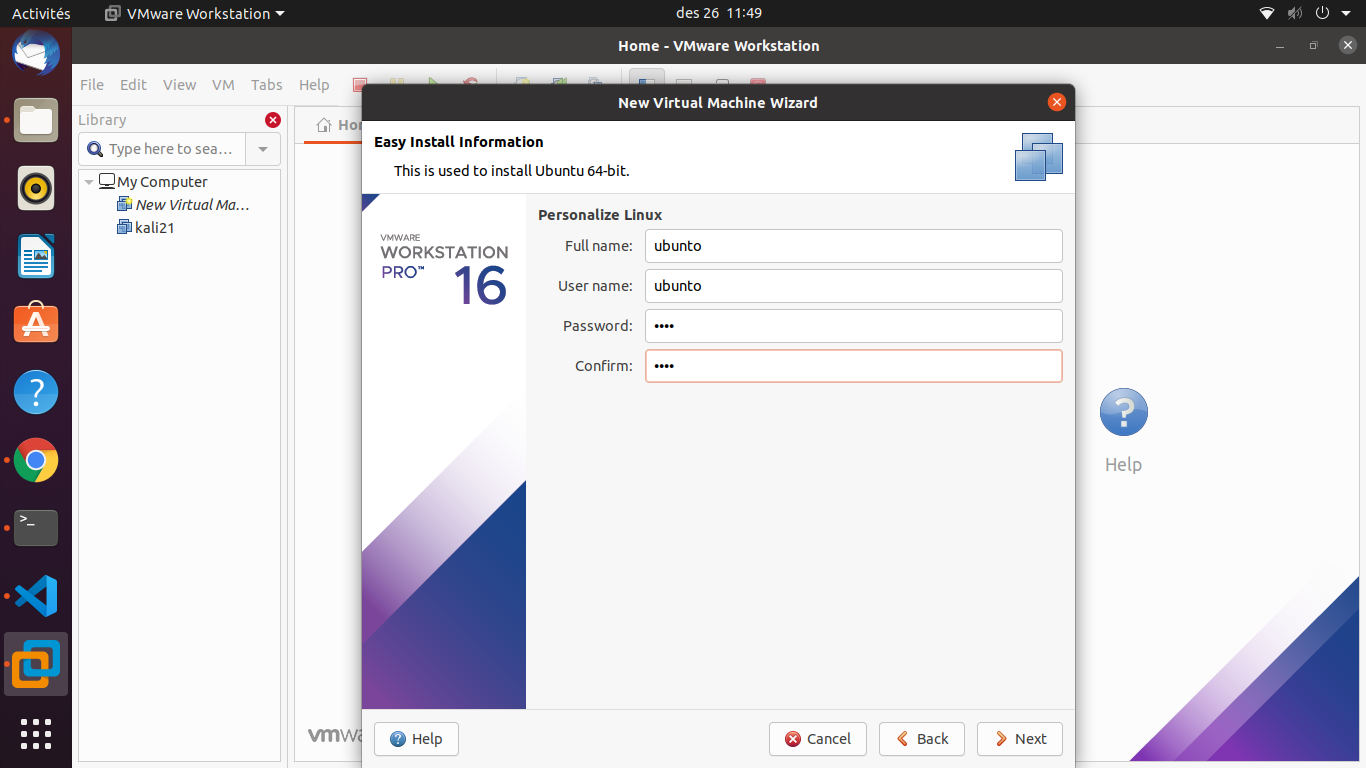 Activités
VMware Workstation
des 26 11:49
Home - VMware Workstation
File Edit View VM Tabs Help
Library
Type here to sea...
My Computer
New Virtual Ma...
kali21
New Virtual Machine Wizard
Easy Install Information
This is used to install Ubuntu 64-bit.
VMWARE
WORKSTATION
PRO™ 16
Personalize Linux
Full name: ubunto
User name: ubunto
Password: ••••
Confirm: ••••
Help
Help
Cancel
Back
Next